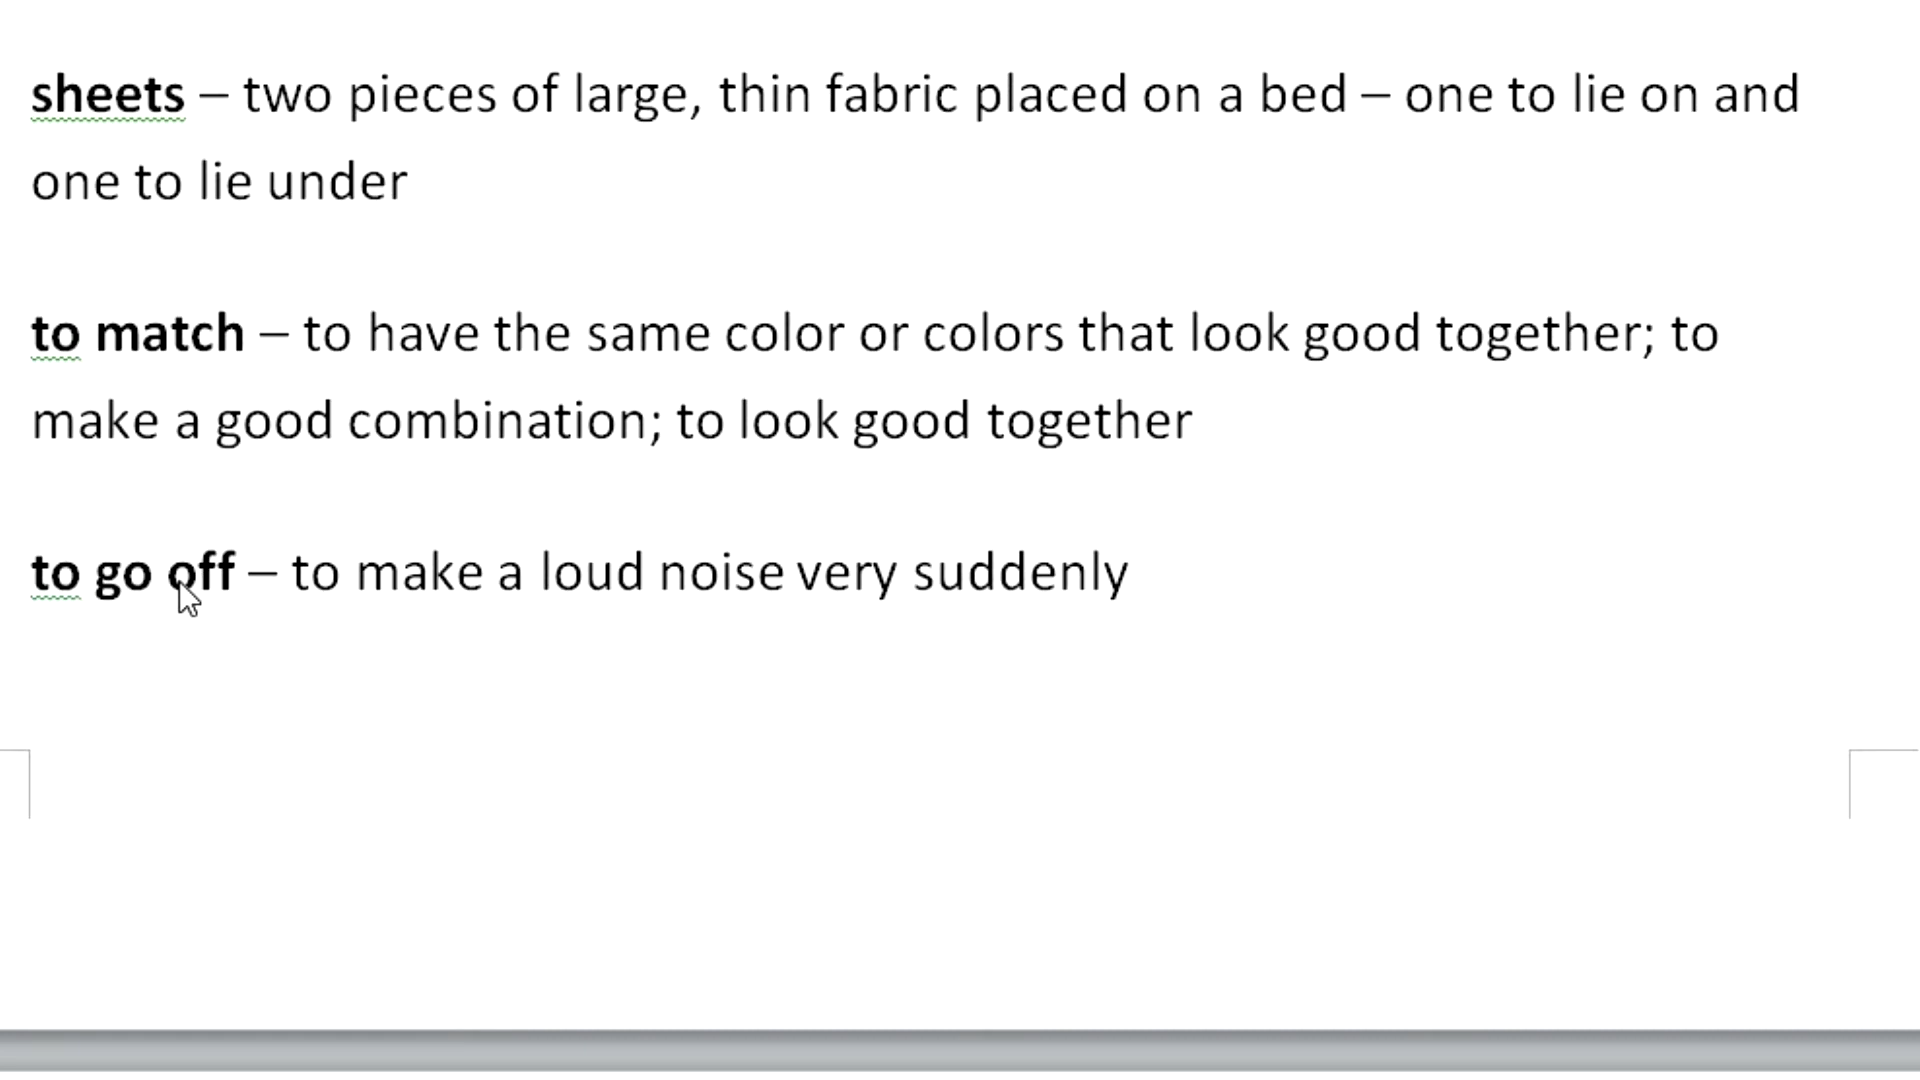 sheets – two pieces of large, thin fabric placed on a bed – one to lie on and
one to lie under
to match – to have the same color or colors that look good together; to
make a good combination; to look good together
to go off – to make a loud noise very suddenly